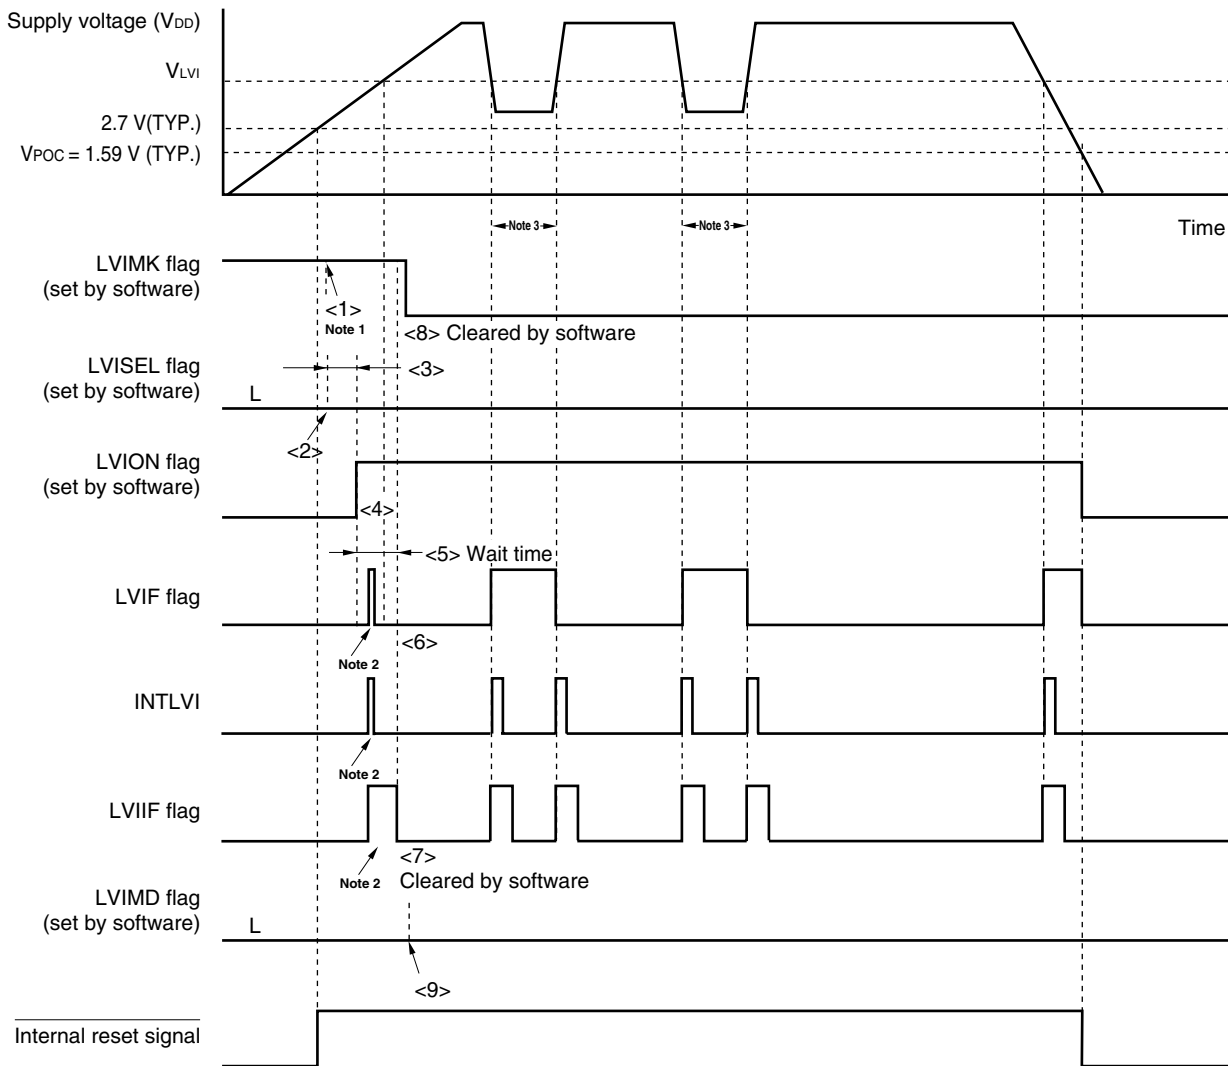 Supply voltage (VDD)
VLVI
2.7 V(TYP.)
VPOC = 1.59 V (TYP.)
Note 3
Note 3
Time
LVIMK flag
(set by software)
<1>
Note 1
<8> Cleared by software
LVISEL flag
(set by software)
<3>
L
<2>
LVION flag
(set by software)
<4>
<5> Wait time
LVIF flag
<6>
Note 2
INTLVI
Note 2
LVIIF flag
<7>
Note 2
Cleared by software
LVIMD flag
(set by software)
L
<9>
Internal reset signal